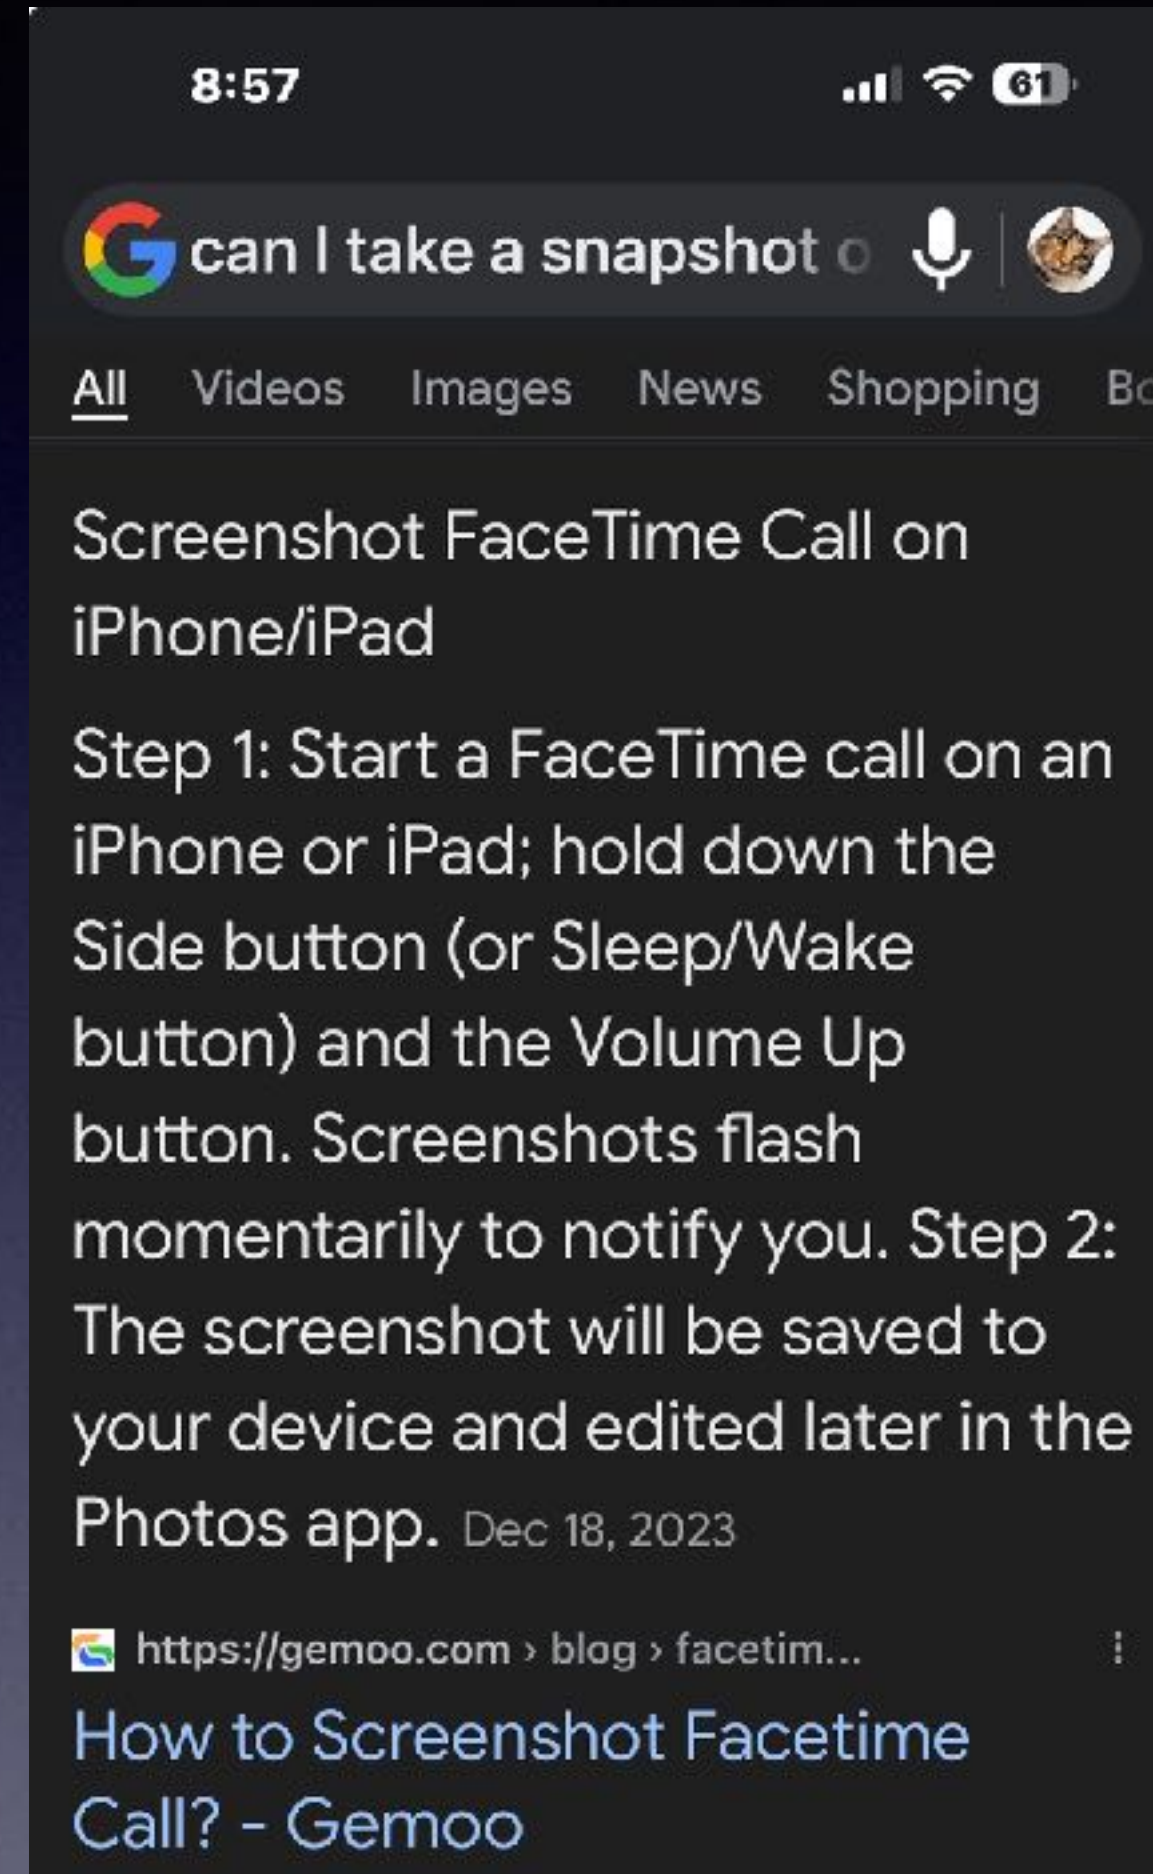 8:57
61
can I take a snapshot o
All Videos Images News Shopping Bo
Screenshot FaceTime Call on
iPhone/iPad
Step 1: Start a FaceTime call on an
iPhone or iPad; hold down the
Side button (or Sleep/Wake
button) and the Volume Up
button. Screenshots flash
momentarily to notify you. Step 2:
The screenshot will be saved to
your device and edited later in the
Photos app. Dec 18, 2023
https://gemoo.com › blog › facetim...
How to Screenshot Facetime
Call? - Gemoo